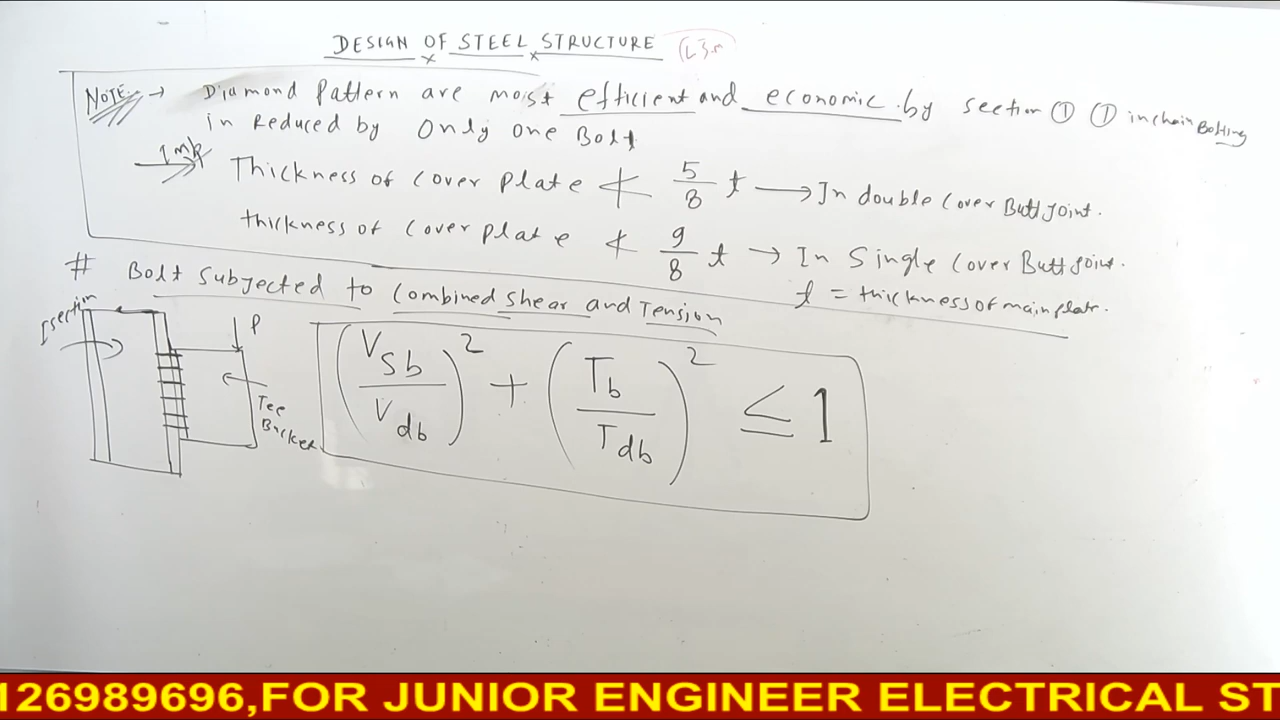 DESIGN OF STEEL STRUCTURE
NOTE → Diamond Pattern are most efficient and economic by section ① ① in chain Bolting
in Reduced by Only One Bolt
Imp Thickness of Cover plate ≮ 5/8 t → In double Cover Butt Joint.
thickness of Cover plate ≮ 9/8 t → In Single Cover Butt Joint.
t = thickness of main plate.
# Bolt Subjected to Combined Shear and Tension
I section
P
Tee
(Vsb/Vdb)² + (Tb/Tdb)² ≤ 1
126989696,FOR JUNIOR ENGINEER ELECTRICAL ST